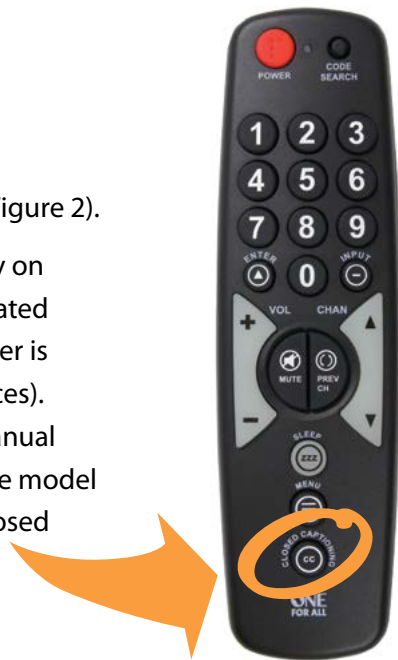 POWER
CODE
SEARCH
1 2 3
4 5 6
igure 2).
7 8 9
ENTER 0 INPUT
y on
ated
VOL CHAN
er is
MUTE PREV
CH
ces).
anual
SLEEP
zzz
e model
MENU
osed
CLOSED CAPTIONING
CC
ONE
FOR ALL